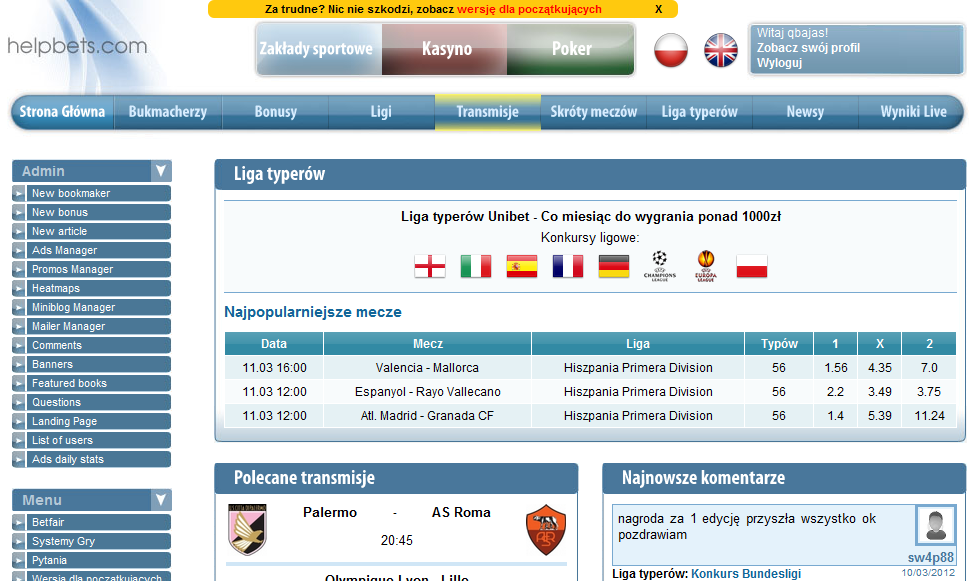 Za trudne? Nic nie szkodzi, zobacz wersję dla początkujących X
helpbets.com
Zakłady sportowe Kasyno Poker
Witaj qbajas!
Zobacz swój profil
Wyloguj
Strona Główna Bukmacherzy Bonusy Ligi Transmisje Skróty meczów Liga typerów Newsy Wyniki Live
Admin
New bookmaker
New bonus
New article
Ads Manager
Promos Manager
Heatmaps
Miniblog Manager
Mailer Manager
Comments
Banners
Featured books
Questions
Landing Page
List of users
Ads daily stats
Menu
Betfair
Systemy Gry
Pytania
Wersja dla początkujących
Liga typerów
Liga typerów Unibet - Co miesiąc do wygrania ponad 1000zł
Konkursy ligowe:
CHAMPIONS LEAGUE
EUROPA LEAGUE
Najpopularniejsze mecze
Data Mecz Liga Typów 1 X 2
11.03 16:00 Valencia - Mallorca Hiszpania Primera Division 56 1.56 4.35 7.0
11.03 12:00 Espanyol - Rayo Vallecano Hiszpania Primera Division 56 2.2 3.49 3.75
11.03 12:00 Atl. Madrid - Granada CF Hiszpania Primera Division 56 1.4 5.39 11.24
Polecane transmisje
Palermo - AS Roma
20:45
Olympique Lyon - Lille
Najnowsze komentarze
nagroda za 1 edycję przyszła wszystko ok
pozdrawiam
sw4p88
Liga typerów: Konkurs Bundesligi 10/03/2012